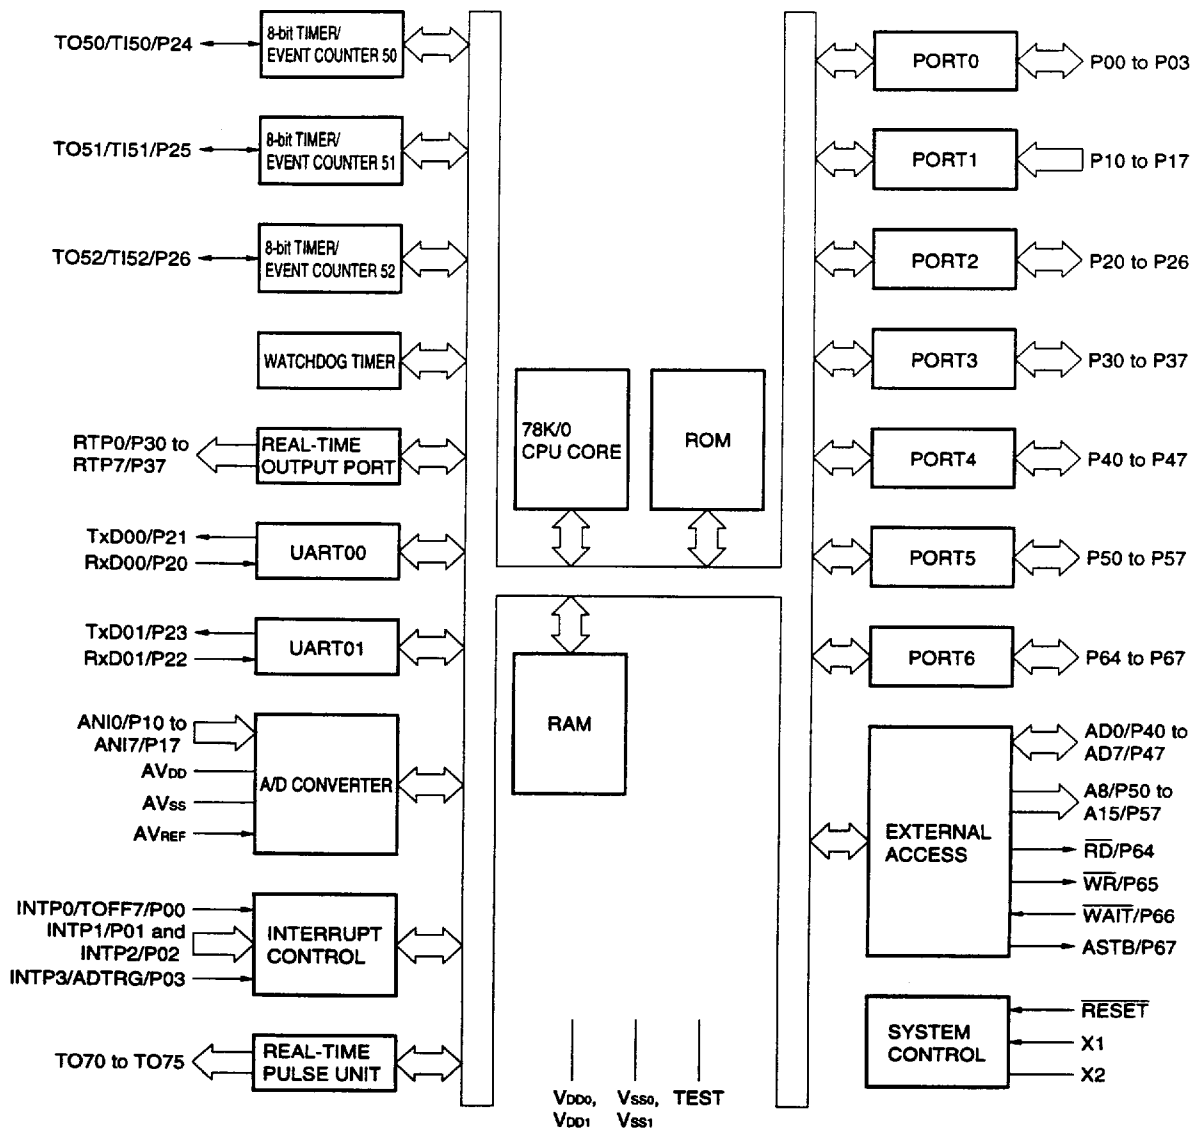 TO50/TI50/P24
8-bit TIMER/
EVENT COUNTER 50
TO51/TI51/P25
8-bit TIMER/
EVENT COUNTER 51
TO52/TI52/P26
8-bit TIMER/
EVENT COUNTER 52
WATCHDOG TIMER
RTP0/P30 to
RTP7/P37
REAL-TIME
OUTPUT PORT
TxD00/P21
RxD00/P20
UART00
TxD01/P23
RxD01/P22
UART01
ANI0/P10 to
ANI7/P17
AVDD
AVSS
AVREF
A/D CONVERTER
INTP0/TOFF7/P00
INTP1/P01 and
INTP2/P02
INTP3/ADTRG/P03
INTERRUPT
CONTROL
TO70 to TO75
REAL-TIME
PULSE UNIT
78K/0
CPU CORE
ROM
RAM
VDD0,
VDD1
VSS0,
VSS1
TEST
PORT0
P00 to P03
PORT1
P10 to P17
PORT2
P20 to P26
PORT3
P30 to P37
PORT4
P40 to P47
PORT5
P50 to P57
PORT6
P64 to P67
EXTERNAL
ACCESS
AD0/P40 to
AD7/P47
A8/P50 to
A15/P57
RD/P64
WR/P65
WAIT/P66
ASTB/P67
SYSTEM
CONTROL
RESET
X1
X2